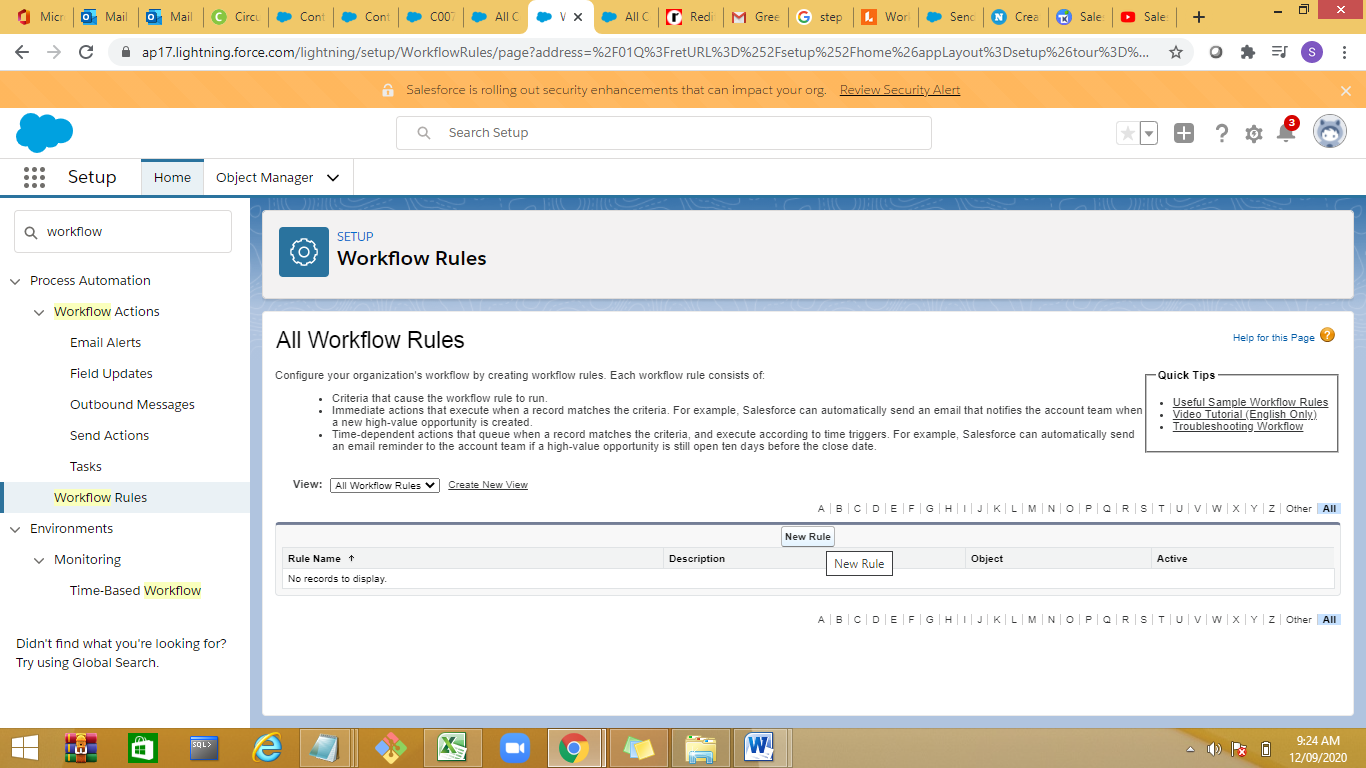 Micr
Mail
Mail
Circu
Cont
Cont
C007
All C
W
All C
Redi
Gree
step
Work
Send
Crea
Sale
Sale
ap17.lightning.force.com/lightning/setup/WorkflowRules/page?address=%2F01Q%3FretURL%3D%252Fsetup%252Fhome%26appLayout%3Dsetup%26tour%3D%...
S
Salesforce is rolling out security enhancements that can impact your org. Review Security Alert
Search Setup
3
Setup
Home
Object Manager
workflow
Process Automation
Workflow Actions
Email Alerts
Field Updates
Outbound Messages
Send Actions
Tasks
Workflow Rules
Environments
Monitoring
Time-Based Workflow
Didn't find what you're looking for?
Try using Global Search.
SETUP
Workflow Rules
All Workflow Rules
Help for this Page ?
Configure your organization's workflow by creating workflow rules. Each workflow rule consists of:
• Criteria that cause the workflow rule to run.
• Immediate actions that execute when a record matches the criteria. For example, Salesforce can automatically send an email that notifies the account team when
a new high-value opportunity is created.
• Time-dependent actions that queue when a record matches the criteria, and execute according to time triggers. For example, Salesforce can automatically send
an email reminder to the account team if a high-value opportunity is still open ten days before the close date.
Quick Tips
• Useful Sample Workflow Rules
• Video Tutorial (English Only)
• Troubleshooting Workflow
View: All Workflow Rules Create New View
A | B | C | D | E | F | G | H | I | J | K | L | M | N | O | P | Q | R | S | T | U | V | W | X | Y | Z | Other | All
New Rule
Rule Name ↑ Description Object Active
New Rule
No records to display.
A | B | C | D | E | F | G | H | I | J | K | L | M | N | O | P | Q | R | S | T | U | V | W | X | Y | Z | Other | All
SQL>
9:24 AM
12/09/2020